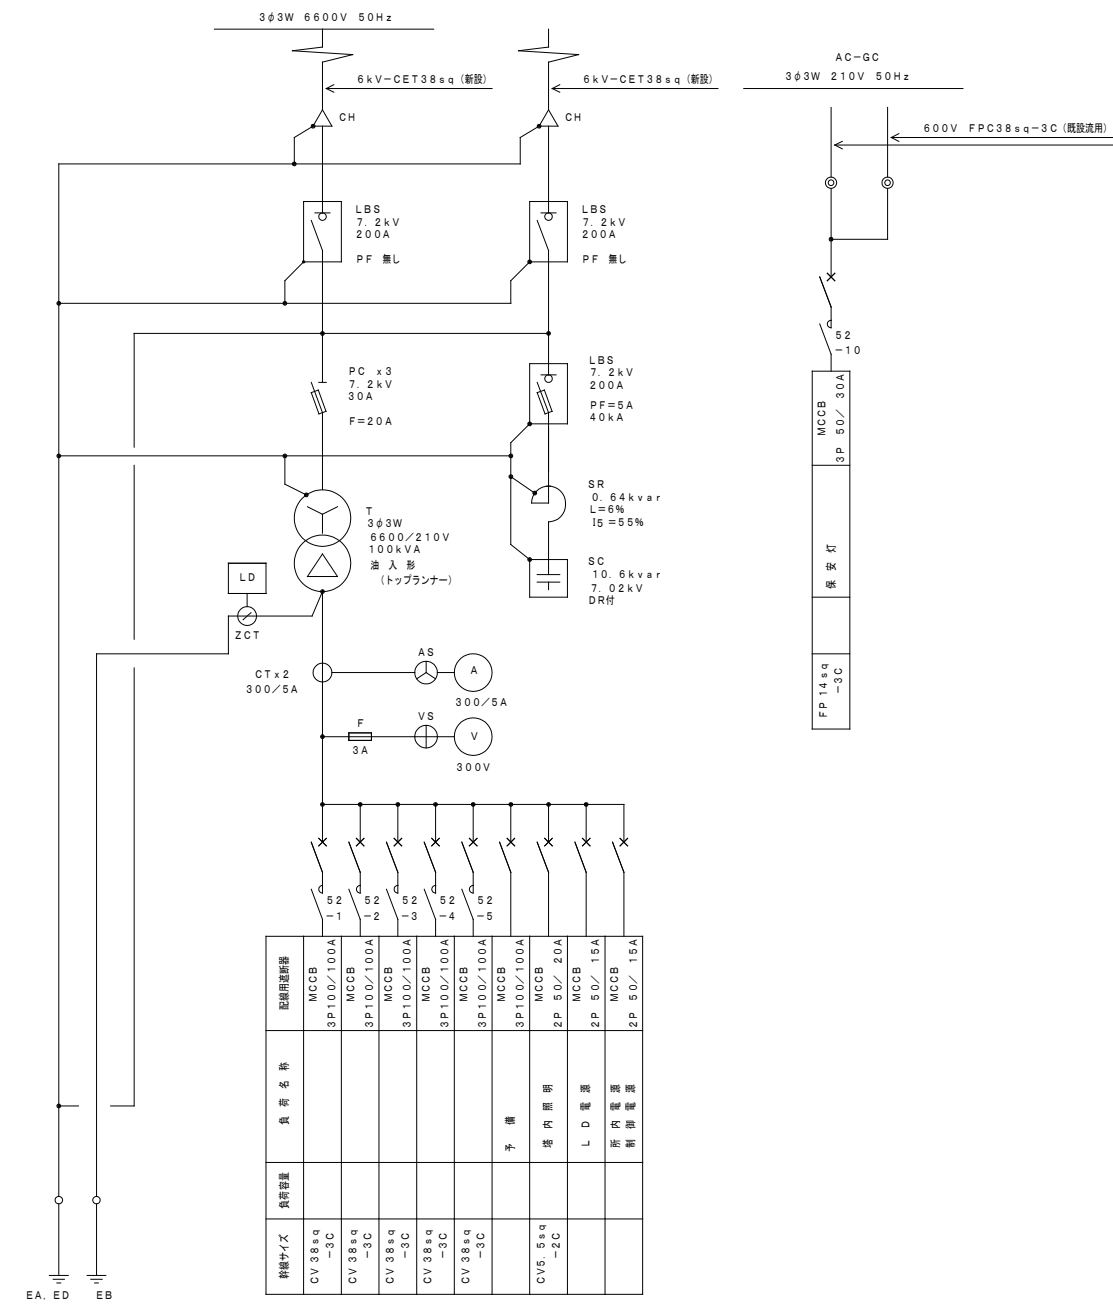 3φ3W 6600V 50Hz
6kV-CET38sq (新設)
6kV-CET38sq (新設)
AC-GC
3φ3W 210V 50Hz
600V FPC38sq-3C (既設流用)
CH
CH
LBS
7.2kV
200A
PF 無し
LBS
7.2kV
200A
PF 無し
52
-10
MCCB
3P 50/ 30A
保安灯
FP14sq
-3C
PC x3
7.2kV
30A
F=20A
LBS
7.2kV
200A
PF=5A
40kA
SR
0.64kvar
L=6%
I5=55%
T
3φ3W
6600/210V
100kVA
油入形
(トップランナー)
SC
10.6kvar
7.02kV
DR付
LD
ZCT
CTx2
300/5A
AS
A
300/5A
F
3A
VS
V
300V
52
-1
52
-2
52
-3
52
-4
52
-5
配線用遮断器
MCCB
3P100/100A
MCCB
3P100/100A
MCCB
3P100/100A
MCCB
3P100/100A
MCCB
3P100/100A
MCCB
3P100/100A
MCCB
2P 50/ 20A
MCCB
2P 50/ 15A
MCCB
2P 50/ 15A
負荷名称
予備
塔内照明
LD電源
所内電源
制御電源
負荷容量
幹線サイズ
CV38sq
-3C
CV38sq
-3C
CV38sq
-3C
CV38sq
-3C
CV38sq
-3C
CV5.5sq
-2C
EA, ED
EB